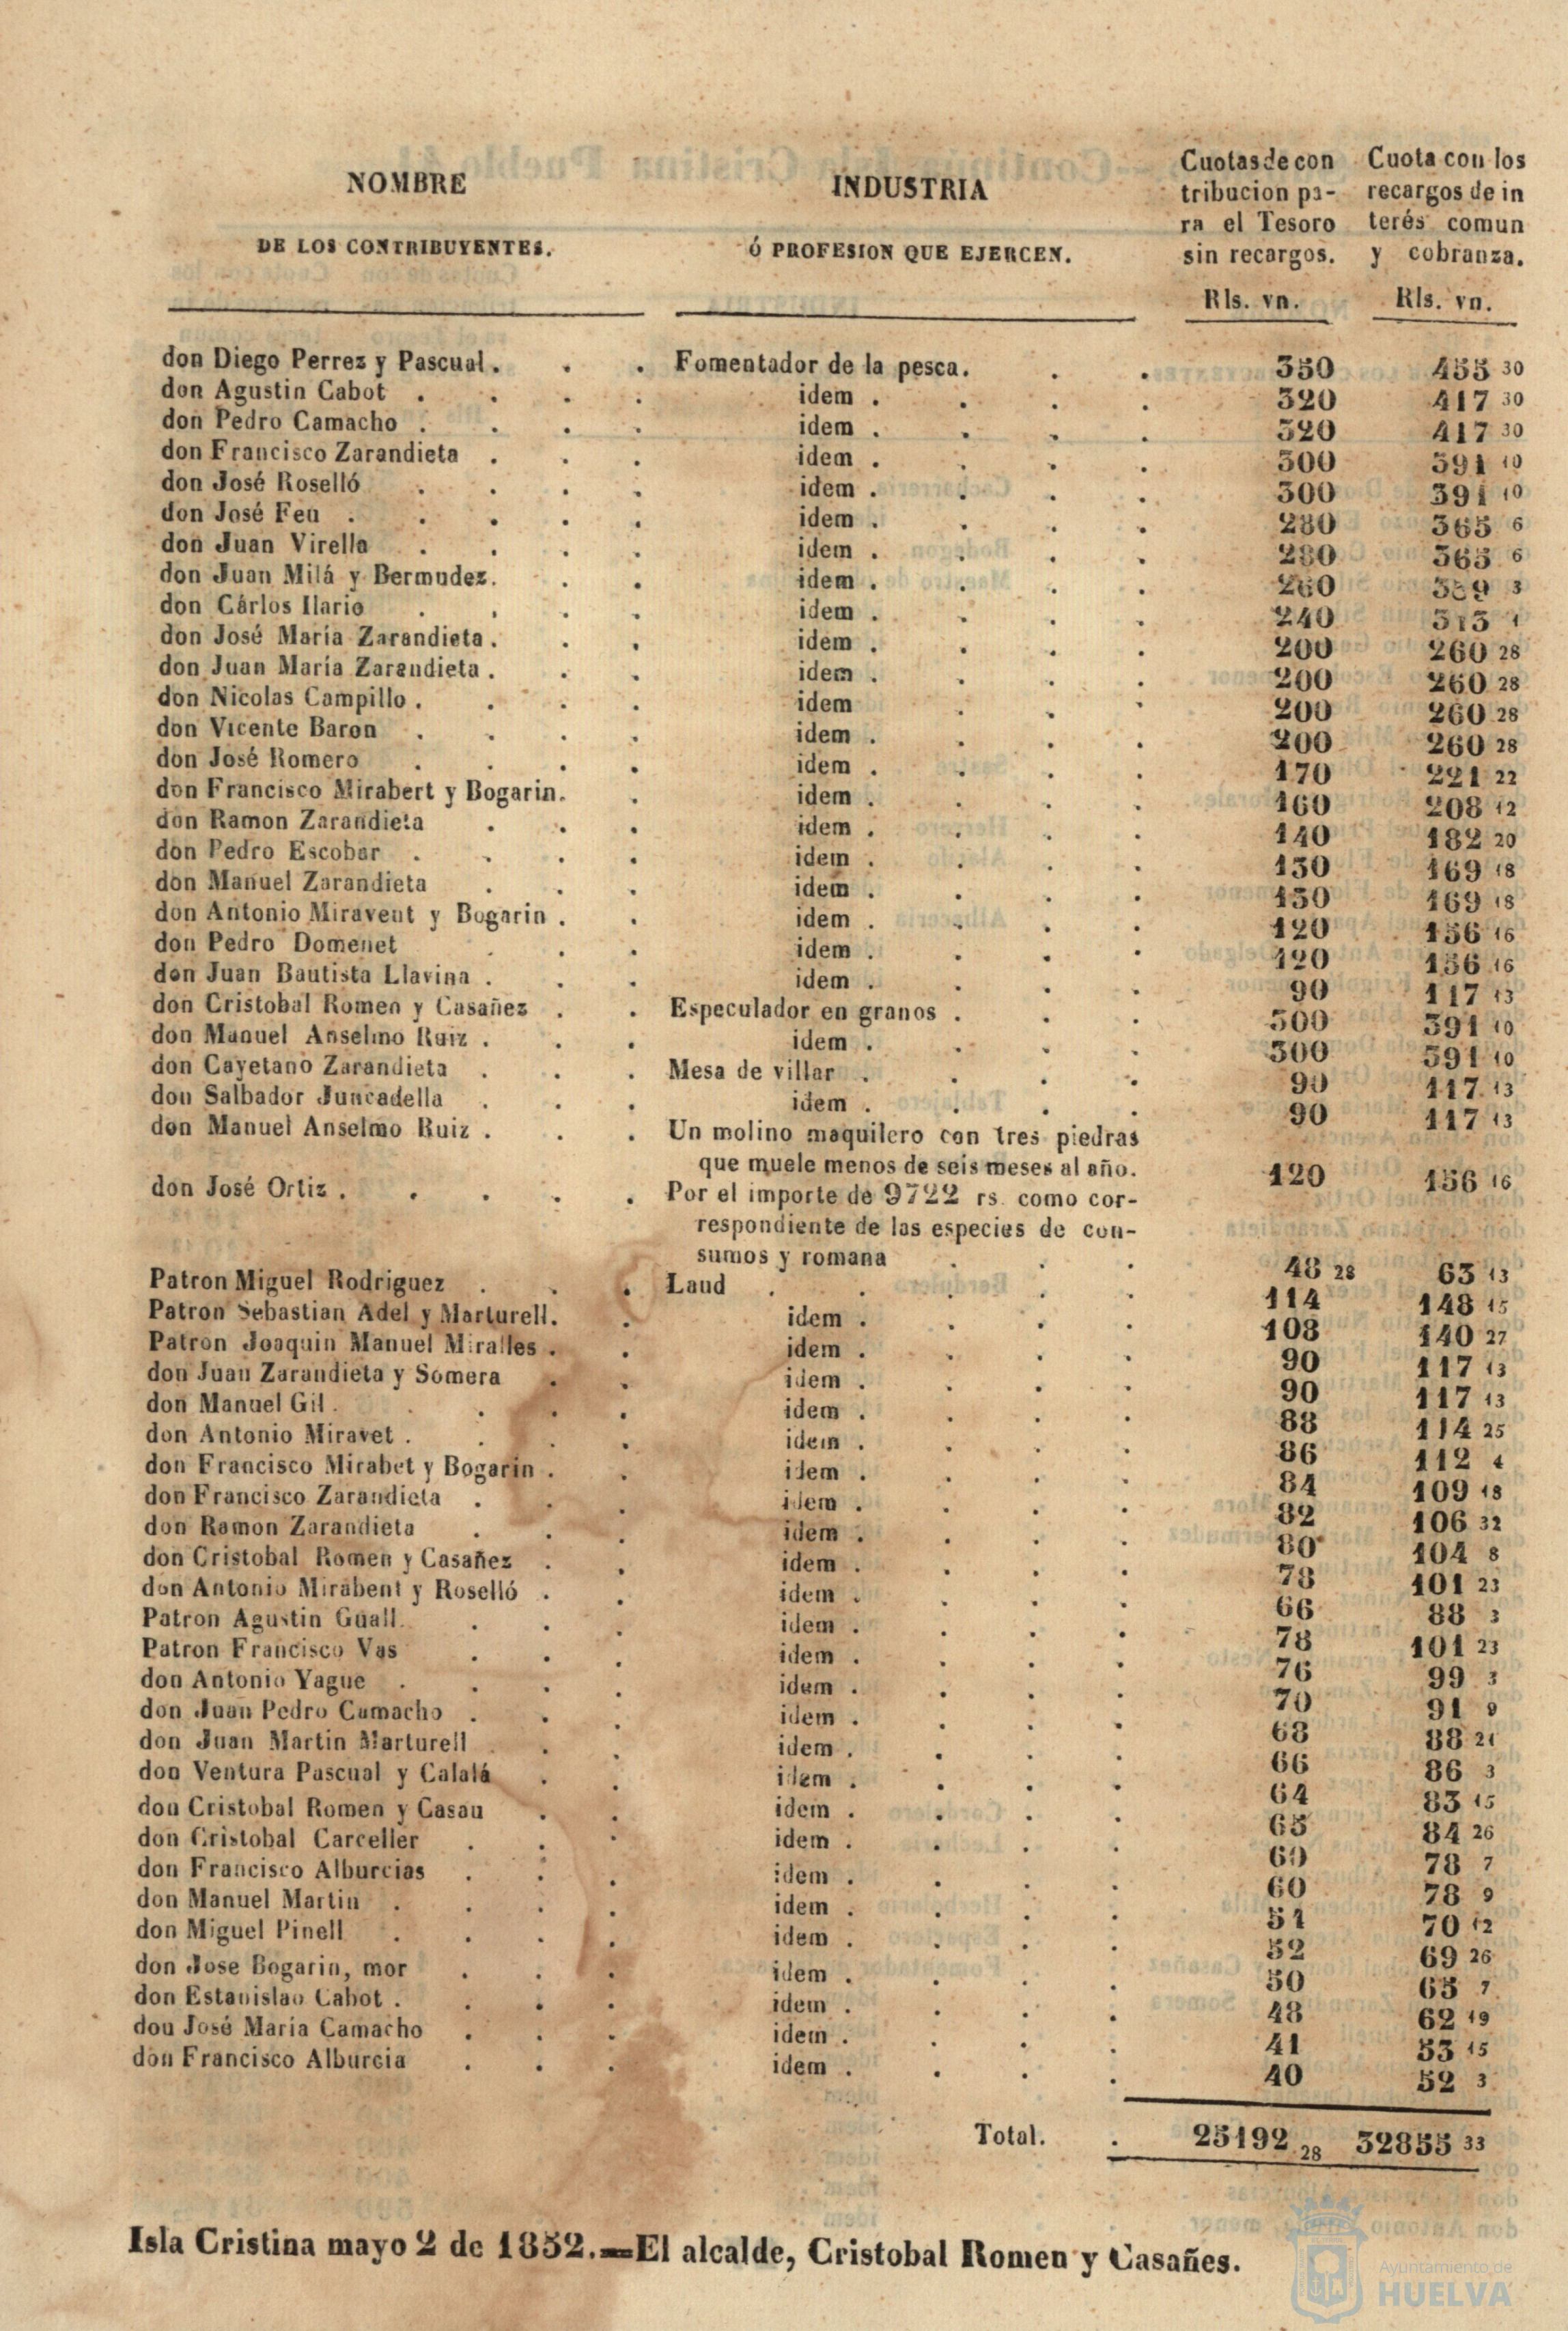 NOMBRE
DE LOS CONTRIBUYENTES.
INDUSTRIA
Ó PROFESION QUE EJERCEN.
Cuotas de con
tribucion pa-
ra el Tesoro
sin recargos.
Rls. vn.
Cuota con los
recargos de in
terés comun
y cobranza.
Rls. vn.
don Diego Perrez y Pascual. . . Fomentador de la pesca. . . 350 455 30
don Agustin Cabot . . . . idem . . . . 320 417 30
don Pedro Camacho . . . . idem . . . . 320 417 30
don Francisco Zarandieta . . . idem . . . . 300 391 10
don José Roselló . . . . idem . . . . 300 391 10
don José Feu . . . . . idem . . . . 280 365 6
don Juan Virella . . . . idem . . . . 280 365 6
don Juan Milá y Bermudez. . . idem . . . . 260 339 3
don Cárlos Ilario . . . . idem . . . . 240 313 1
don José María Zarandieta . . . idem . . . . 200 260 28
don Juan María Zarandieta . . . idem . . . . 200 260 28
don Nicolas Campillo . . . . idem . . . 200 260 28
don Vicente Baron . . . . idem . . . . 200 260 28
don José Romero . . . . idem . . . . 170 221 22
don Francisco Mirabert y Bogarin. . idem . . . . 160 208 12
don Ramon Zarandieta . . . idem . . . . 140 182 20
don Pedro Escobar . . . . idem . . . . 130 169 18
don Manuel Zarandieta . . . idem . . . . 130 169 18
don Antonio Miravent y Bogarin . . idem . . . . 120 156 16
don Pedro Domenet . . . idem . . . . 120 156 16
don Juan Bautista Llavina . . . idem . . . . 90 117 13
don Cristobal Romen y Casañez . . Especulador en granos . . . 300 391 10
don Manuel Anselmo Ruiz . . . idem . . . . 300 391 10
don Cayetano Zarandieta . . . Mesa de villar . . . . 90 117 13
don Salbador Juncadella . . . idem . . . . 90 117 13
don Manuel Anselmo Ruiz . . . Un molino maquilero con tres piedras
que muele menos de seis meses al año. 120 156 16
don José Ortiz . . . . . Por el importe de 9722 rs. como cor-
respondiente de las especies de con-
sumos y romana . . . 48 28 63 13
Patron Miguel Rodriguez . . . Laud . . . . . 114 148 15
Patron Sebastian Adel y Marturell. . idem . . . . 108 140 27
Patron Joaquin Manuel Miralles . . idem . . . . 90 117 13
don Juan Zarandieta y Somera . . idem . . . . 90 117 13
don Manuel Gil . . . . . idem . . . . 88 114 25
don Antonio Miravet . . . . idem . . . . 86 112 4
don Francisco Mirabet y Bogarin . . idem . . . . 84 109 18
don Francisco Zarandieta . . . idem . . . . 82 106 32
don Ramon Zarandieta . . . idem . . . . 80 104 8
don Cristobal Romen y Casañez . . idem . . . . 78 101 23
don Antonio Mirabent y Roselló . . idem . . . . 66 88 3
Patron Agustin Guall. . . . idem . . . . 78 101 23
Patron Francisco Vas . . . idem . . . . 76 99 3
don Antonio Yague . . . . idem . . . . 70 91 9
don Juan Pedro Camacho . . . idem . . . . 68 88 21
don Juan Martin Marturell . . . idem . . . . 66 86 3
don Ventura Pascual y Calalá . . idem . . . . 64 83 15
don Cristobal Romen y Casau . . idem . . . . 65 84 26
don Cristobal Carceller . . . idem . . . . 60 78 7
don Francisco Alburcias . . . idem . . . . 60 78 9
don Manuel Martin . . . . idem . . . . 54 70 12
don Miguel Pinell . . . . idem . . . . 52 69 26
don Jose Bogarin, mor . . . idem . . . . 50 65 7
don Estanislao Cabot . . . . idem . . . . 48 62 19
don José María Camacho . . . idem . . . . 41 53 15
don Francisco Alburcia . . . idem . . . . 40 52 3
Total. . 25192 28 32855 33
Isla Cristina mayo 2 de 1852.—El alcalde, Cristobal Romen y Casañes.
Ayuntamiento de
HUELVA